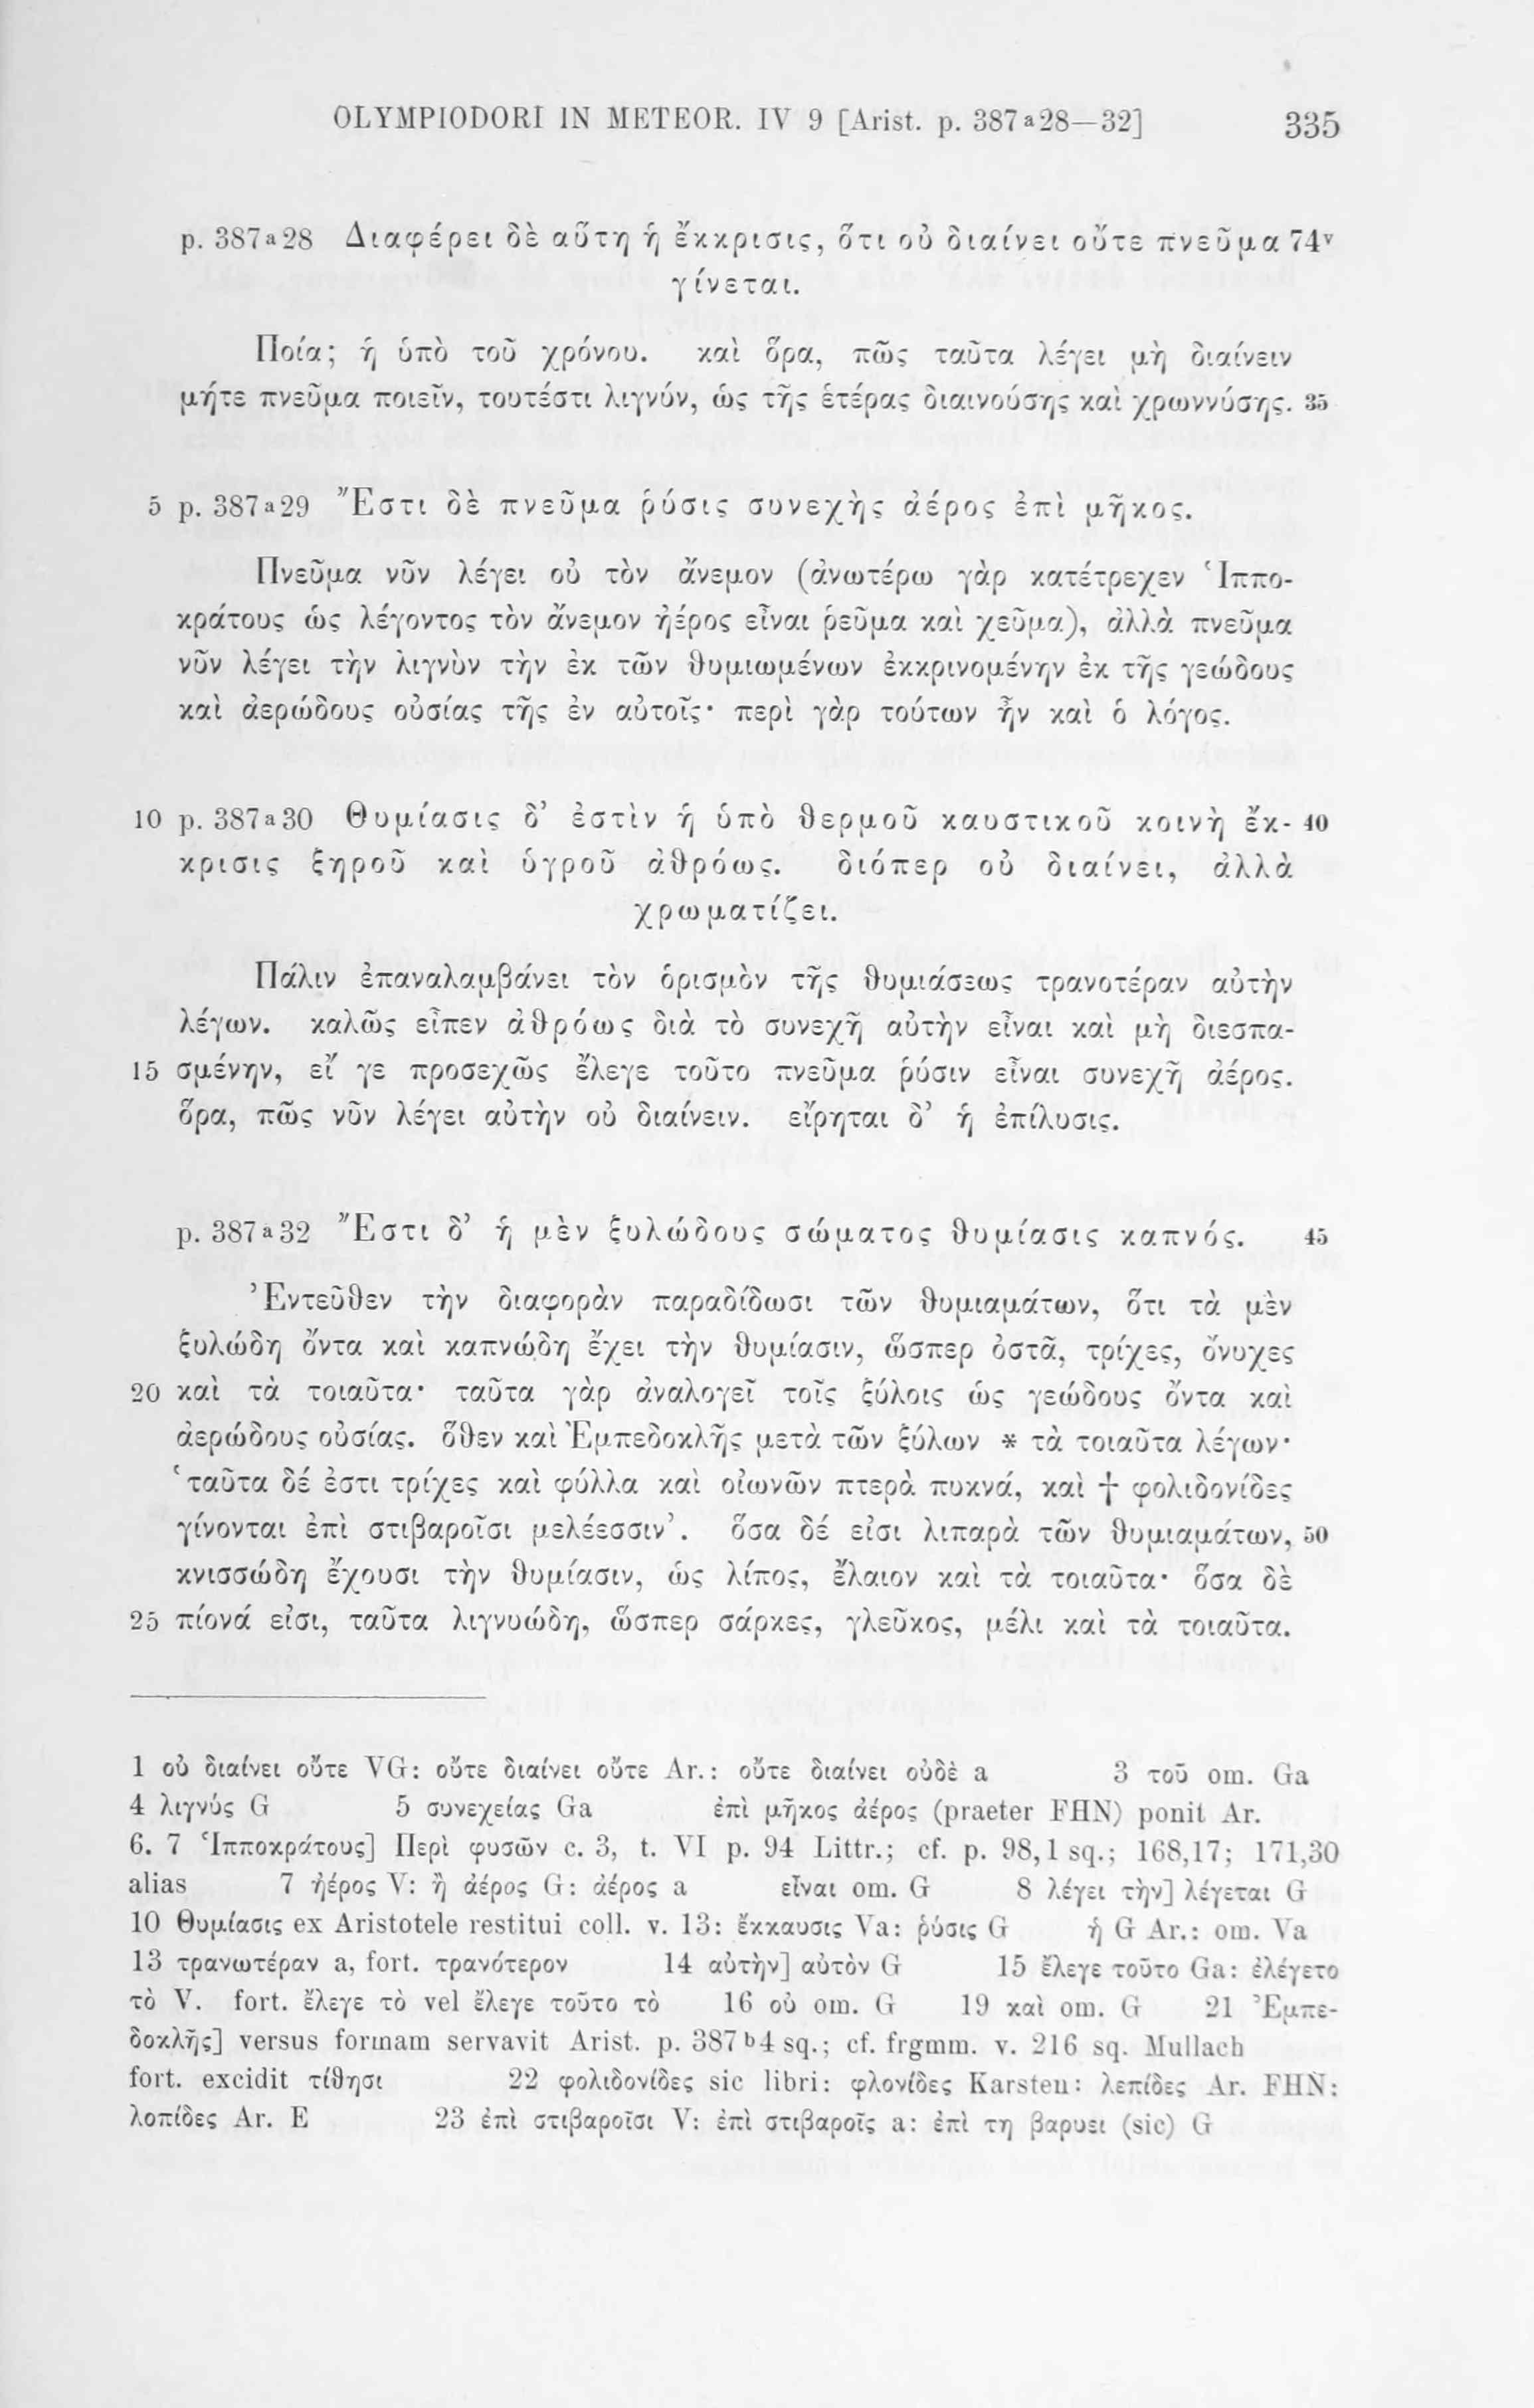 OLYMPIODORI IN METEOR. IV 9 [Arist. p. 387a28—32] 335
p. 387a28 Διαφέρει δὲ αὕτη ἡ ἔκκρισις, ὅτι οὐ διαίνει οὔτε πνεῦμα 74v
γίνεται.
Ποία; ἡ ὑπὸ τοῦ χρόνου. καὶ ὅρα, πῶς ταῦτα λέγει μὴ διαίνειν
μήτε πνεῦμα ποιεῖν, τουτέστι λιγνύν, ὡς τῆς ἑτέρας διαινούσης καὶ χρωννύσης. 35
5 p. 387a29 Ἔστι δὲ πνεῦμα ῥύσις συνεχὴς ἀέρος ἐπὶ μῆκος.
Πνεῦμα νῦν λέγει οὐ τὸν ἄνεμον (ἀνωτέρω γὰρ κατέτρεχεν Ἱππο-
κράτους ὡς λέγοντος τὸν ἄνεμον ἠέρος εἶναι ῥεῦμα καὶ χεῦμα), ἀλλὰ πνεῦμα
νῦν λέγει τὴν λιγνὺν τὴν ἐκ τῶν θυμιωμένων ἐκκρινομένην ἐκ τῆς γεώδους
καὶ ἀερώδους οὐσίας τῆς ἐν αὐτοῖς· περὶ γὰρ τούτων ἦν καὶ ὁ λόγος.
10 p. 387a30 Θυμίασις δ’ ἐστὶν ἡ ὑπὸ θερμοῦ καυστικοῦ κοινὴ ἔκ- 40
κρισις ξηροῦ καὶ ὑγροῦ ἀθρόως. διόπερ οὐ διαίνει, ἀλλὰ
χρωματίζει.
Πάλιν ἐπαναλαμβάνει τὸν ὁρισμὸν τῆς θυμιάσεως τρανοτέραν αὐτὴν
λέγων. καλῶς εἶπεν ἀθρόως διὰ τὸ συνεχῆ αὐτὴν εἶναι καὶ μὴ διεσπα-
15 σμένην, εἴ γε προσεχῶς ἔλεγε τοῦτο πνεῦμα ῥύσιν εἶναι συνεχῆ ἀέρος.
ὅρα, πῶς νῦν λέγει αὐτὴν οὐ διαίνειν. εἴρηται δ’ ἡ ἐπίλυσις.
p. 387a32 Ἔστι δ’ ἡ μὲν ξυλώδους σώματος θυμίασις καπνός. 45
Ἐντεῦθεν τὴν διαφορὰν παραδίδωσι τῶν θυμιαμάτων, ὅτι τὰ μὲν
ξυλώδη ὄντα καὶ καπνώδη ἔχει τὴν θυμίασιν, ὥσπερ ὀστᾶ, τρίχες, ὄνυχες
20 καὶ τὰ τοιαῦτα· ταῦτα γὰρ ἀναλογεῖ τοῖς ξύλοις ὡς γεώδους ὄντα καὶ
ἀερώδους οὐσίας. ὅθεν καὶ Ἐμπεδοκλῆς μετὰ τῶν ξύλων * τὰ τοιαῦτα λέγων·
‘ταῦτα δέ ἐστι τρίχες καὶ φύλλα καὶ οἰωνῶν πτερὰ πυκνά, καὶ † φολιδονίδες
γίνονται ἐπὶ στιβαροῖσι μελέεσσιν’. ὅσα δέ εἰσι λιπαρὰ τῶν θυμιαμάτων, 50
κνισσώδη ἔχουσι τὴν θυμίασιν, ὡς λίπος, ἔλαιον καὶ τὰ τοιαῦτα· ὅσα δὲ
25 πίονά εἰσι, ταῦτα λιγνυώδη, ὥσπερ σάρκες, γλεῦκος, μέλι καὶ τὰ τοιαῦτα.
1 οὐ διαίνει οὔτε VG: οὔτε διαίνει οὔτε Ar.: οὔτε διαίνει οὐδὲ a 3 τοῦ om. Ga
4 λιγνύς G 5 συνεχείας Ga ἐπὶ μῆκος ἀέρος (praeter FHN) ponit Ar.
6. 7 Ἱπποκράτους] Περὶ φυσῶν c. 3, t. VI p. 94 Littr.; cf. p. 98,1 sq.; 168,17; 171,30
alias 7 ἠέρος V: ἢ ἀέρος G: ἀέρος a εἶναι om. G 8 λέγει τὴν] λέγεται G
10 Θυμίασις ex Aristotele restitui coll. v. 13: ἔκκαυσις Va: ῥύσις G ἡ G Ar.: om. Va
13 τρανωτέραν a, fort. τρανότερον 14 αὐτὴν] αὐτὸν G 15 ἔλεγε τοῦτο Ga: ἐλέγετο
τὸ V. fort. ἔλεγε τὸ vel ἔλεγε τοῦτο τὸ 16 οὐ om. G 19 καὶ om. G 21 Ἐμπε-
δοκλῆς] versus formam servavit Arist. p. 387b4 sq.; cf. frgmm. v. 216 sq. Mullach
fort. excidit τίθησι 22 φολιδονίδες sic libri: φλονίδες Karsten: λεπίδες Ar. FHN:
λοπίδες Ar. E 23 ἐπὶ στιβαροῖσι V: ἐπὶ στιβαροῖς a: ἐπὶ τη βαρυει (sic) G